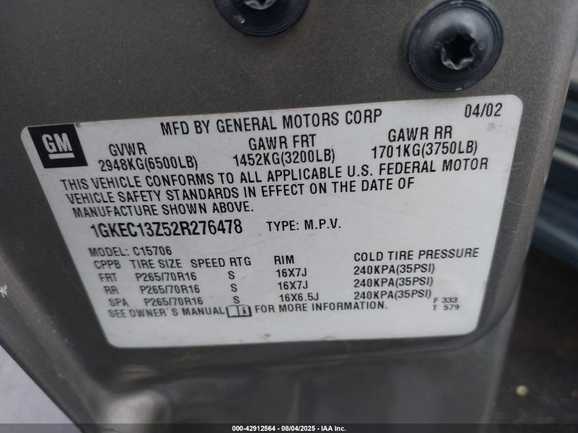 04/02
MFD BY GENERAL MOTORS CORP
GM
GVWR GAWR FRT GAWR RR
2948KG(6500LB) 1452KG(3200LB) 1701KG(3750LB)
THIS VEHICLE CONFORMS TO ALL APPLICABLE U.S. FEDERAL MOTOR
VEHICLE SAFETY STANDARDS IN EFFECT ON THE DATE OF
MANUFACTURE SHOWN ABOVE.
1GKEC13Z52R276478 TYPE: M.P.V.
MODEL: C15706
CPPB TIRE SIZE SPEED RTG RIM COLD TIRE PRESSURE
FRT P265/70R16 S 16X7J 240KPA(35PSI)
RR P265/70R16 S 16X7J 240KPA(35PSI)
SPA P265/70R16 S 16X6.5J 240KPA(35PSI)
SEE OWNER'S MANUAL FOR MORE INFORMATION.
F 333
T 579
000-42912564 - 08/04/2025 - IAA Inc.